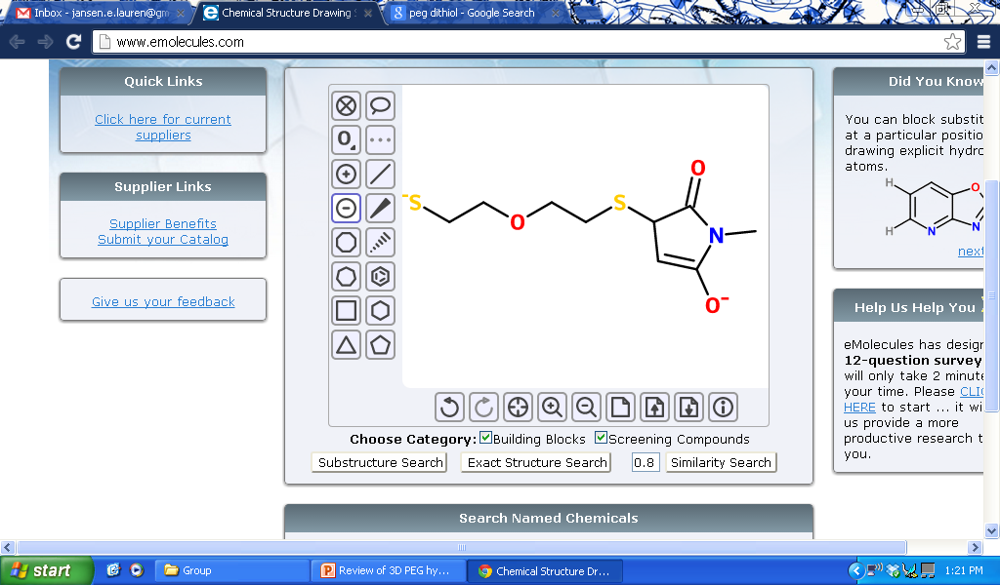 Inbox - jansen.e.lauren@gm
Chemical Structure Drawing
peg dithiol - Google Search
www.emolecules.com
Quick Links
Click here for current
suppliers
Supplier Links
Supplier Benefits
Submit your Catalog
Give us your feedback
O
-S
O
S
O
N
O-
Choose Category: Building Blocks Screening Compounds
Substructure Search Exact Structure Search 0.8 Similarity Search
Search Named Chemicals
Did You Know
You can block substit
at a particular positio
drawing explicit hydro
atoms.
H
O
H
N
N
next
Help Us Help You
eMolecules has design
12-question survey
will only take 2 minute
your time. Please CLIC
HERE to start ... it wi
us provide a more
productive research t
you.
start
Group
Review of 3D PEG hy...
Chemical Structure Dr...
1:21 PM